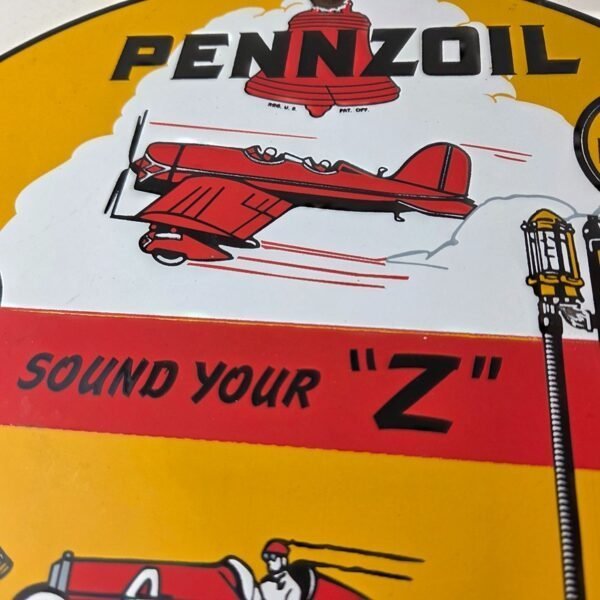 PENNZOIL
REG. U. S. PAT. OFF.
SOUND YOUR "Z"